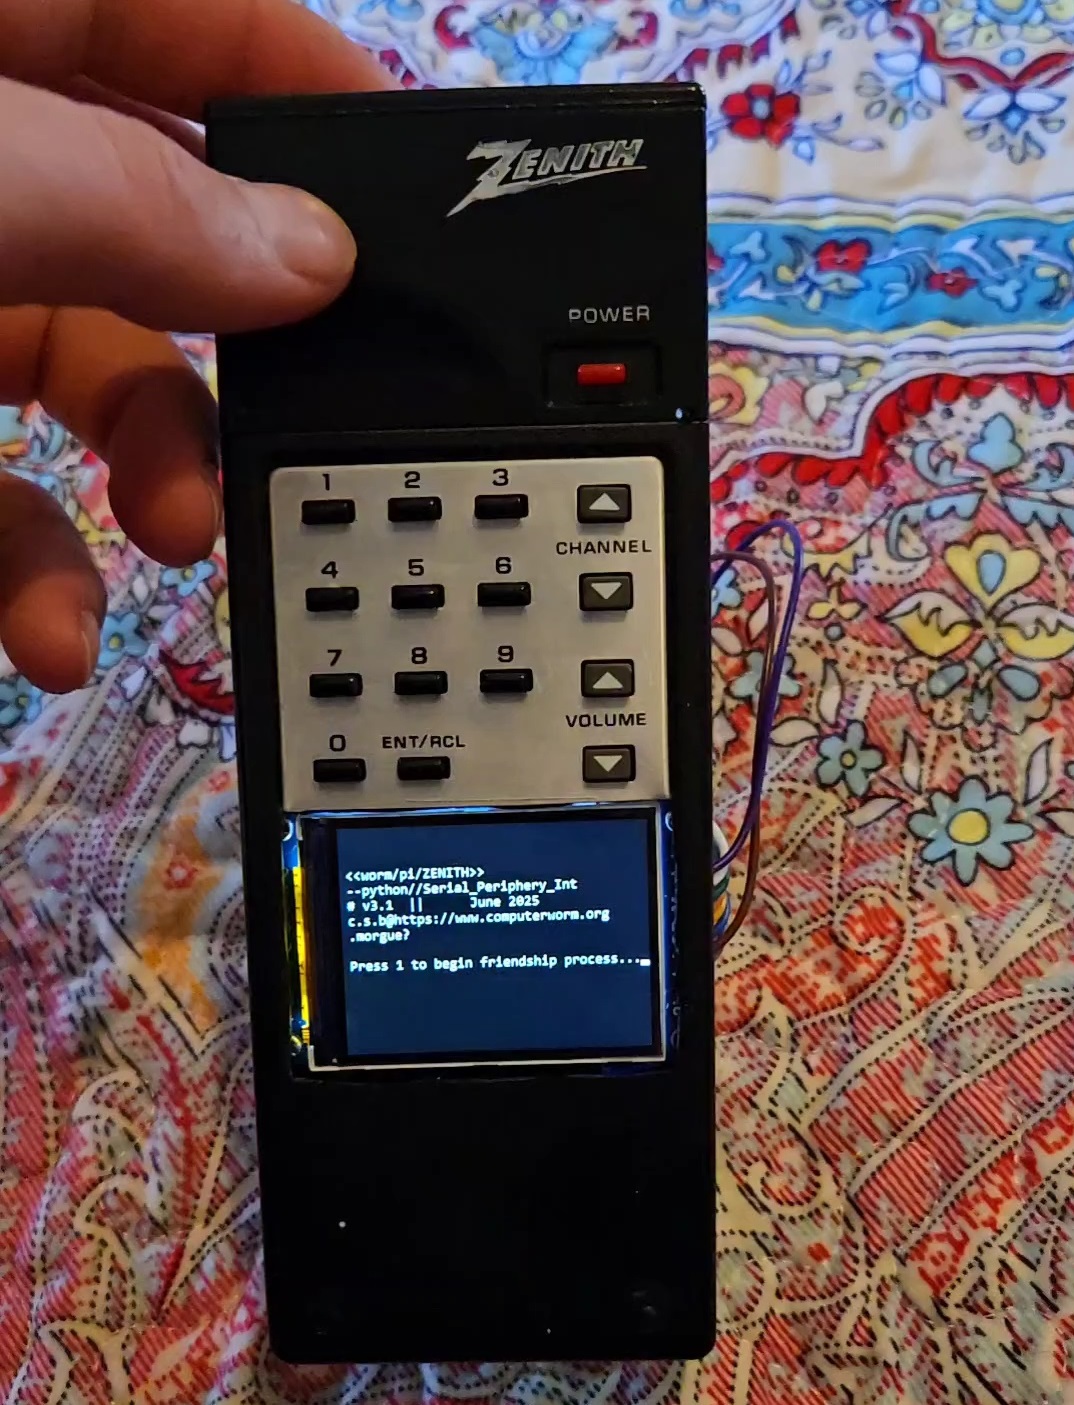 ZENITH
POWER
1 2 3
CHANNEL
4 5 6
7 8 9
VOLUME
0 ENT/RCL
<<worm/pi/ZENITH>>
--python//Serial_Periphery_Int
# v3.1 || June 2025
c.s.b@https://www.computerworm.org
.morgue?
Press 1 to begin friendship process...